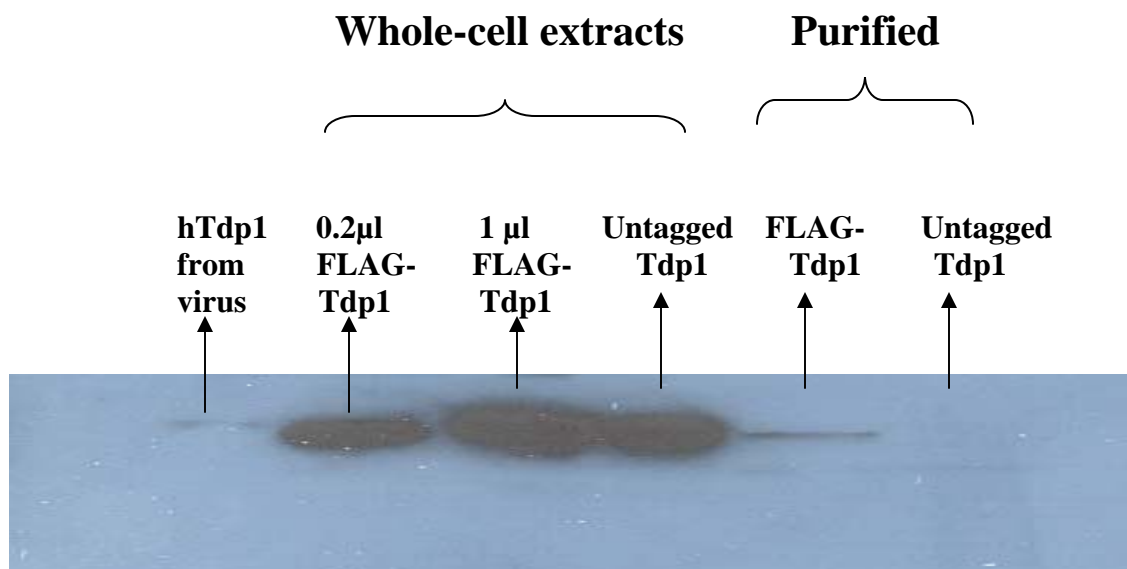 Whole-cell extracts
Purified
hTdp1
from
virus
0.2µl
FLAG-
Tdp1
1 µl
FLAG-
Tdp1
Untagged
Tdp1
FLAG-
Tdp1
Untagged
Tdp1